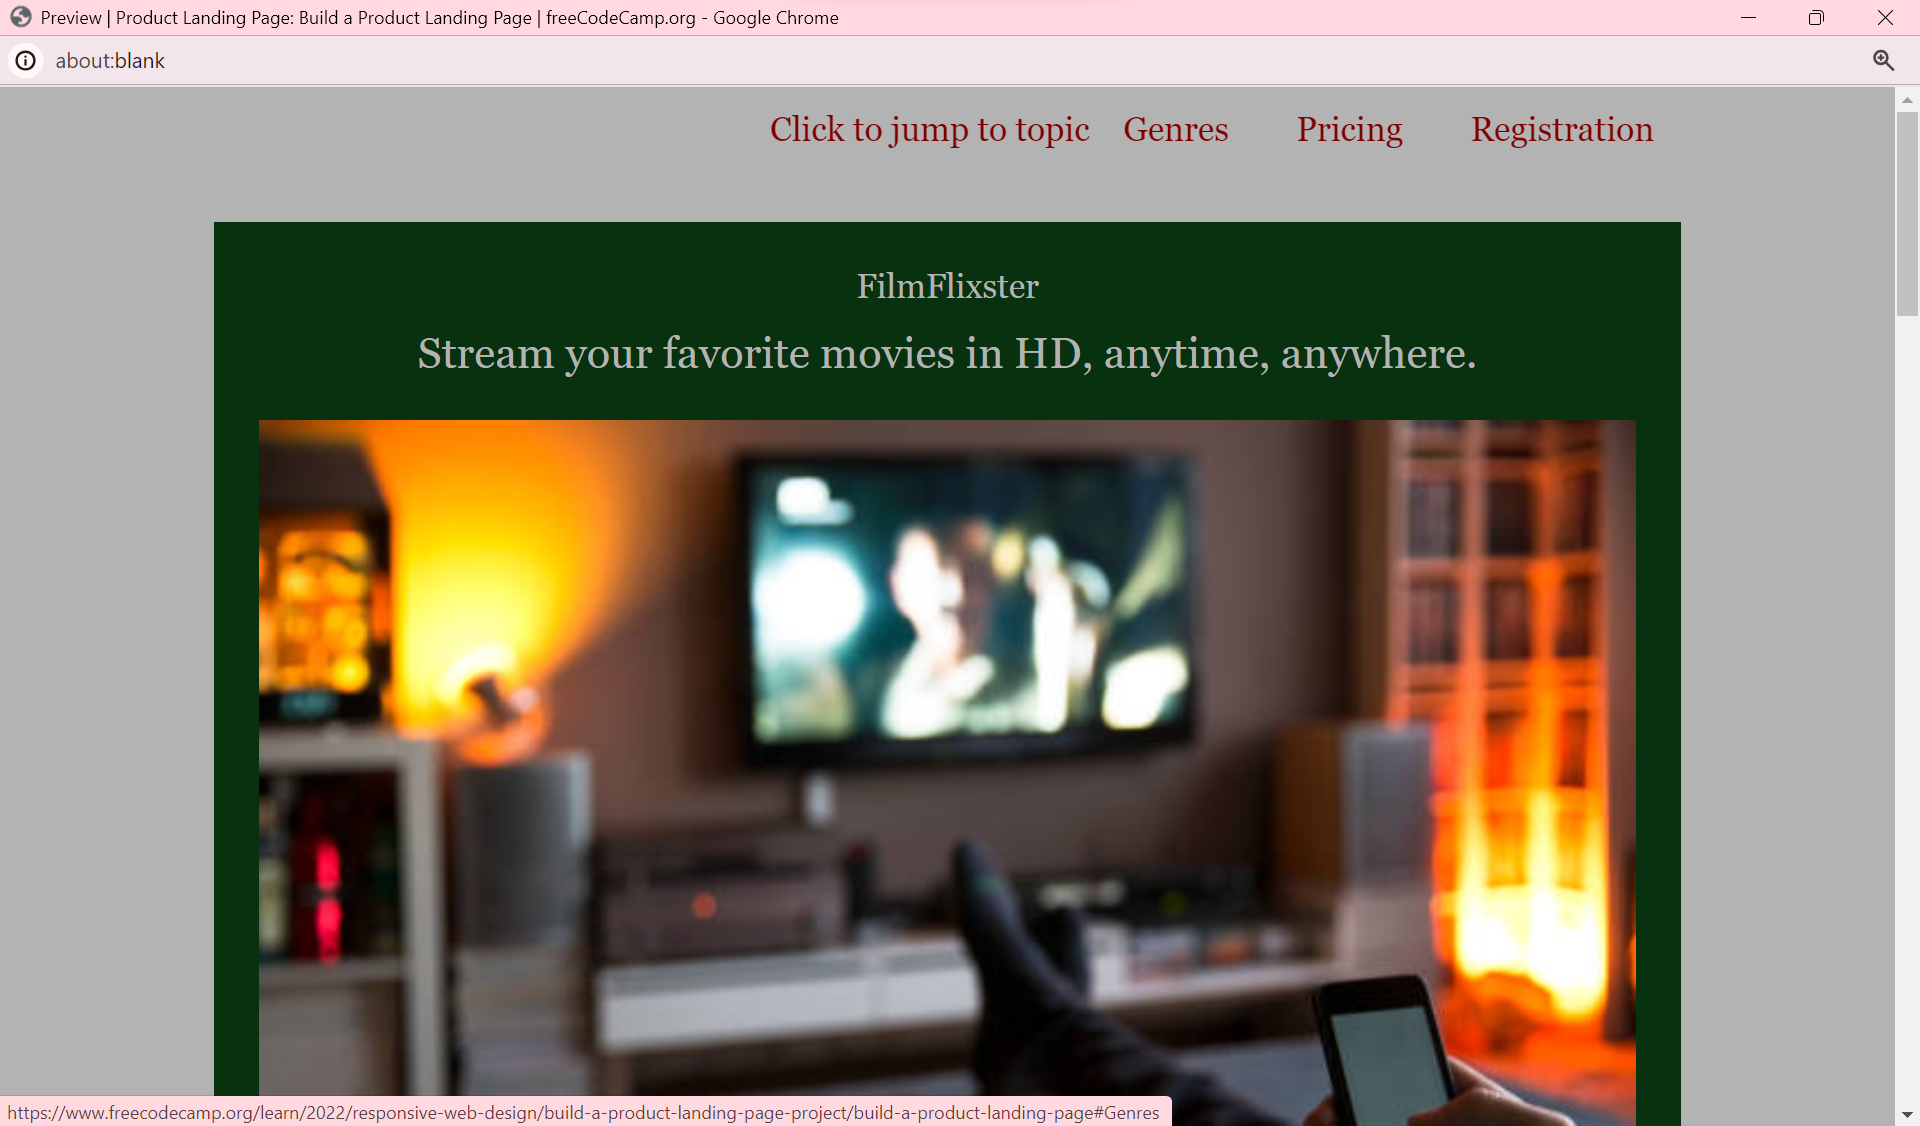 Preview | Product Landing Page: Build a Product Landing Page | freeCodeCamp.org - Google Chrome
about:blank
Click to jump to topic Genres Pricing Registration
FilmFlixster
Stream your favorite movies in HD, anytime, anywhere.
https://www.freecodecamp.org/learn/2022/responsive-web-design/build-a-product-landing-page-project/build-a-product-landing-page#Genres